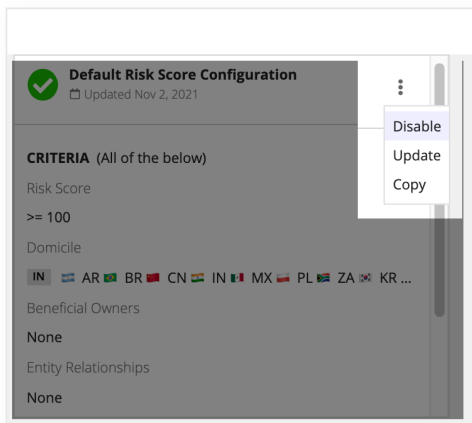 Default Risk Score Configuration
Updated Nov 2, 2021
Disable
Update
Copy
CRITERIA (All of the below)
Risk Score
>= 100
Domicile
IN 🇦🇷 AR 🇧🇷 BR 🇨🇳 CN 🇮🇳 IN 🇲🇽 MX 🇵🇱 PL 🇿🇦 ZA 🇰🇷 KR ...
Beneficial Owners
None
Entity Relationships
None